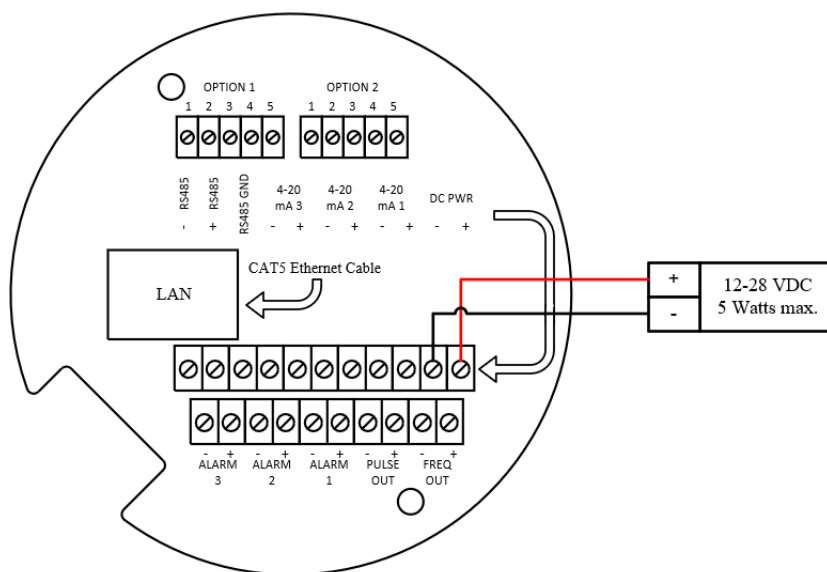 OPTION 1 OPTION 2
1 2 3 4 5 1 2 3 4 5
RS485 RS485 RS485 GND 4-20 4-20 4-20 DC PWR
mA 3 mA 2 mA 1
- + - + - + - + - +
CAT5 Ethernet Cable
LAN
+ 12-28 VDC
- 5 Watts max.
- + - + - + - + - +
ALARM ALARM ALARM PULSE FREQ
3 2 1 OUT OUT